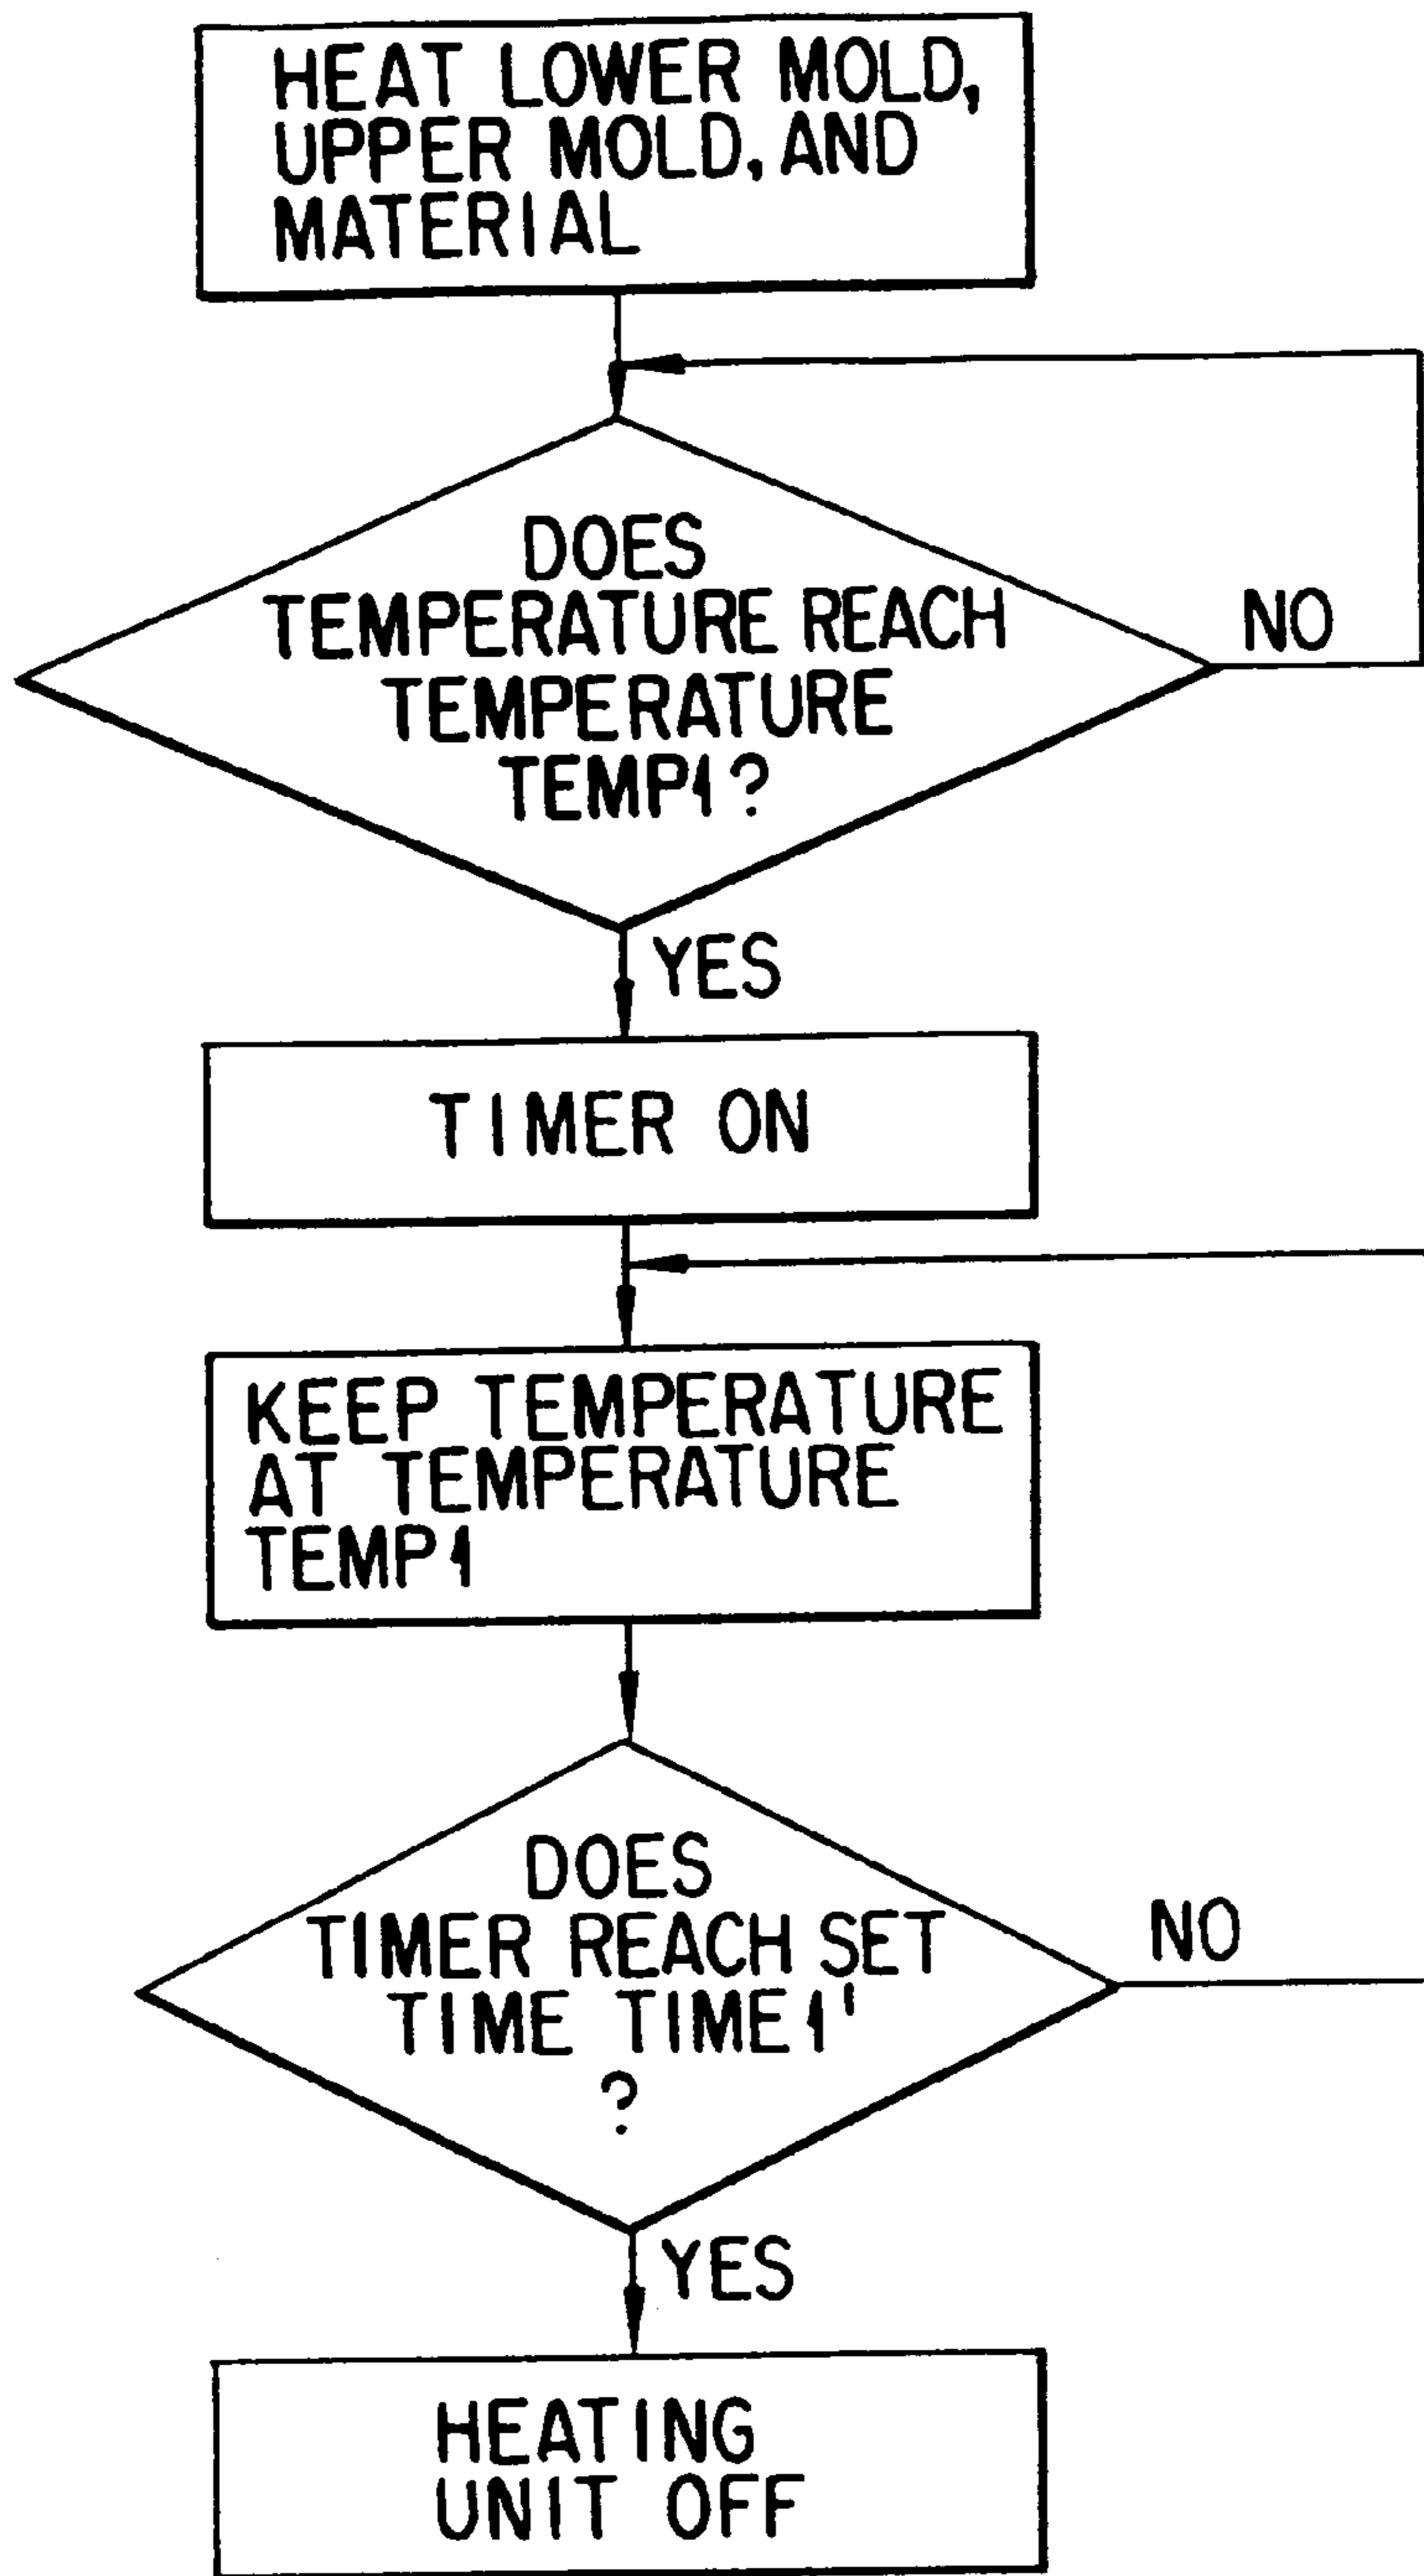 HEAT LOWER MOLD,
UPPER MOLD, AND
MATERIAL
DOES
TEMPERATURE REACH
TEMPERATURE
TEMP1?
NO
YES
TIMER ON
KEEP TEMPERATURE
AT TEMPERATURE
TEMP1
DOES
TIMER REACH SET
TIME TIME1'
?
NO
YES
HEATING
UNIT OFF